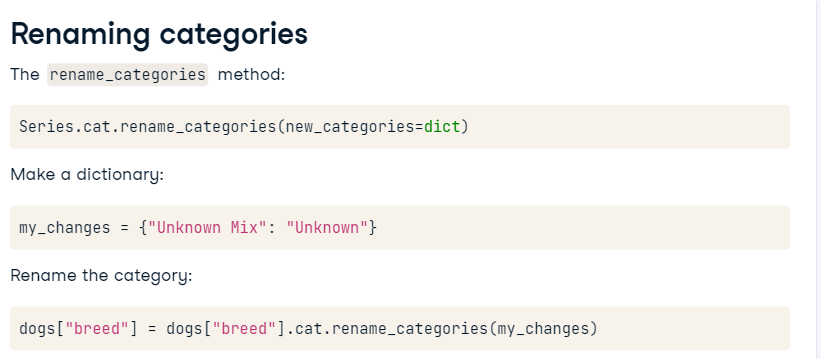 Renaming categories
The rename_categories method:
Series.cat.rename_categories(new_categories=dict)
Make a dictionary:
my_changes = {"Unknown Mix": "Unknown"}
Rename the category:
dogs["breed"] = dogs["breed"].cat.rename_categories(my_changes)